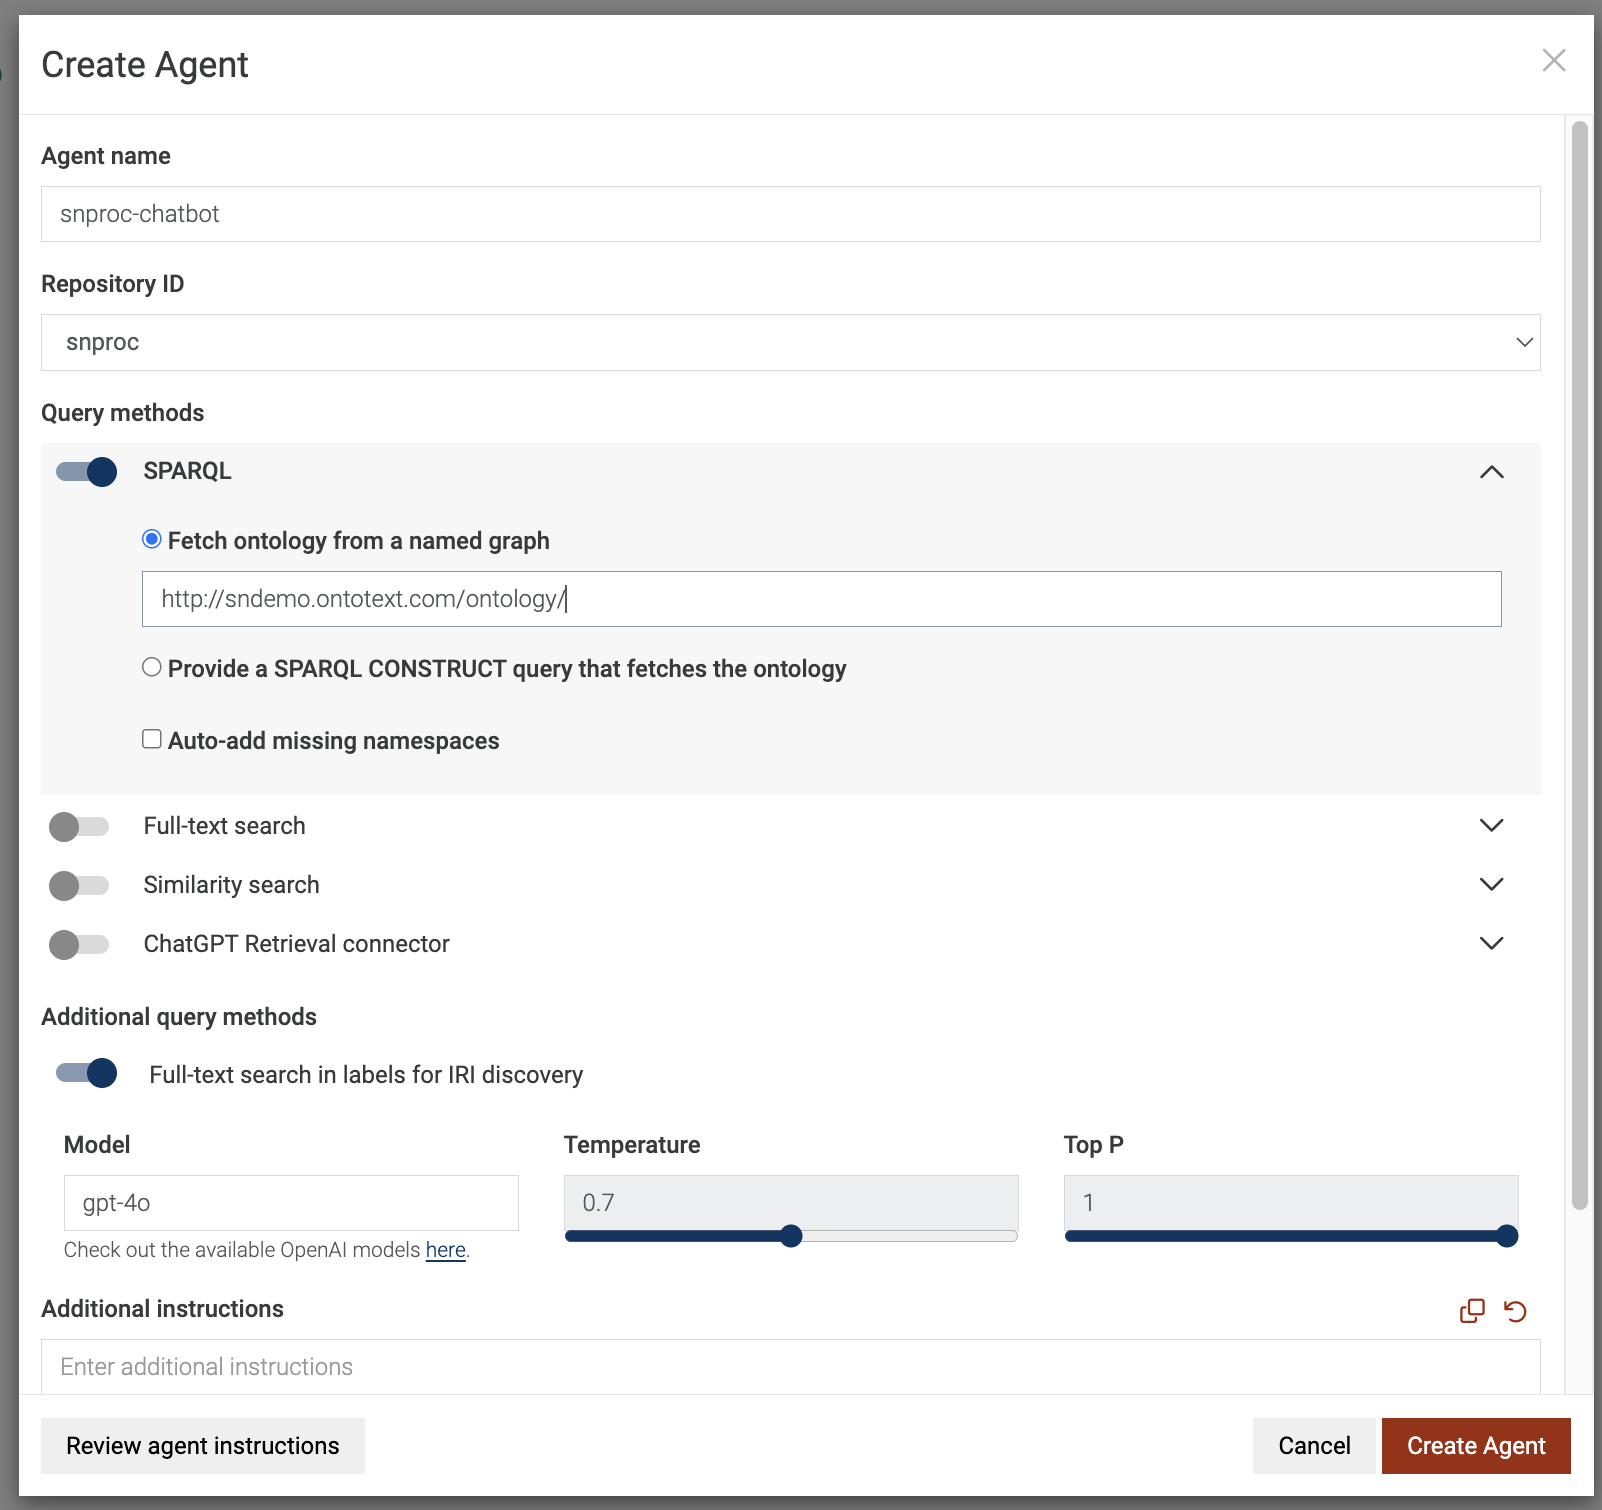 Create Agent
Agent name
snproc-chatbot
Repository ID
snproc
Query methods
SPARQL
Fetch ontology from a named graph
http://sndemo.ontotext.com/ontology/
Provide a SPARQL CONSTRUCT query that fetches the ontology
Auto-add missing namespaces
Full-text search
Similarity search
ChatGPT Retrieval connector
Additional query methods
Full-text search in labels for IRI discovery
Model Temperature Top P
gpt-4o 0.7 1
Check out the available OpenAI models here.
Additional instructions
Enter additional instructions
Review agent instructions Cancel Create Agent